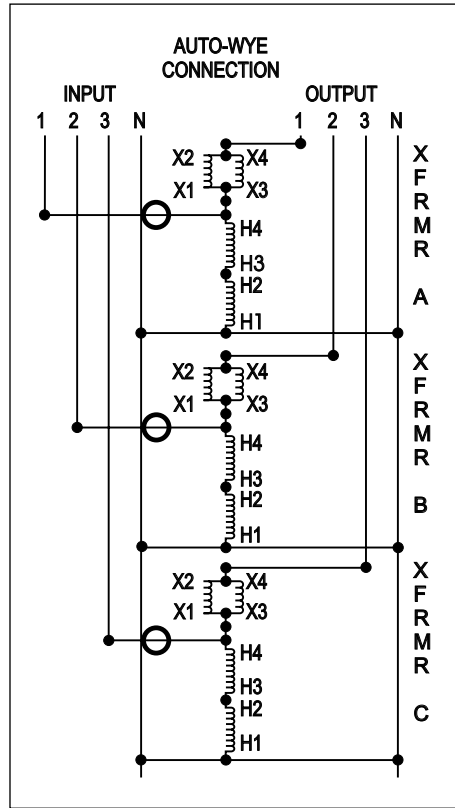 AUTO-WYE
CONNECTION
INPUT OUTPUT
1 2 3 N 1 2 3 N
X2 X4
X1 X3
H4
H3
H2
H1
XFRMR A
X2 X4
X1 X3
H4
H3
H2
H1
XFRMR B
X2 X4
X1 X3
H4
H3
H2
H1
XFRMR C